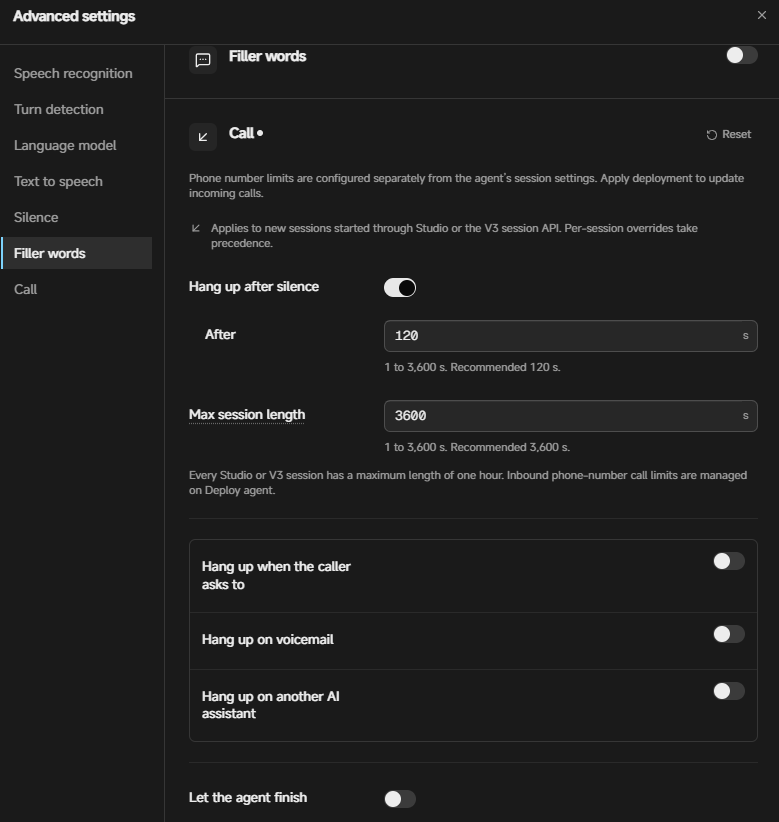 Advanced settings
Speech recognition
Turn detection
Language model
Text to speech
Silence
Filler words
Call
Filler words
Call •
Reset
Phone number limits are configured separately from the agent's session settings. Apply deployment to update
incoming calls.
Applies to new sessions started through Studio or the V3 session API. Per-session overrides take
precedence.
Hang up after silence
After
120
s
1 to 3,600 s. Recommended 120 s.
Max session length
3600
s
1 to 3,600 s. Recommended 3,600 s.
Every Studio or V3 session has a maximum length of one hour. Inbound phone-number call limits are managed
on Deploy agent.
Hang up when the caller
asks to
Hang up on voicemail
Hang up on another AI
assistant
Let the agent finish